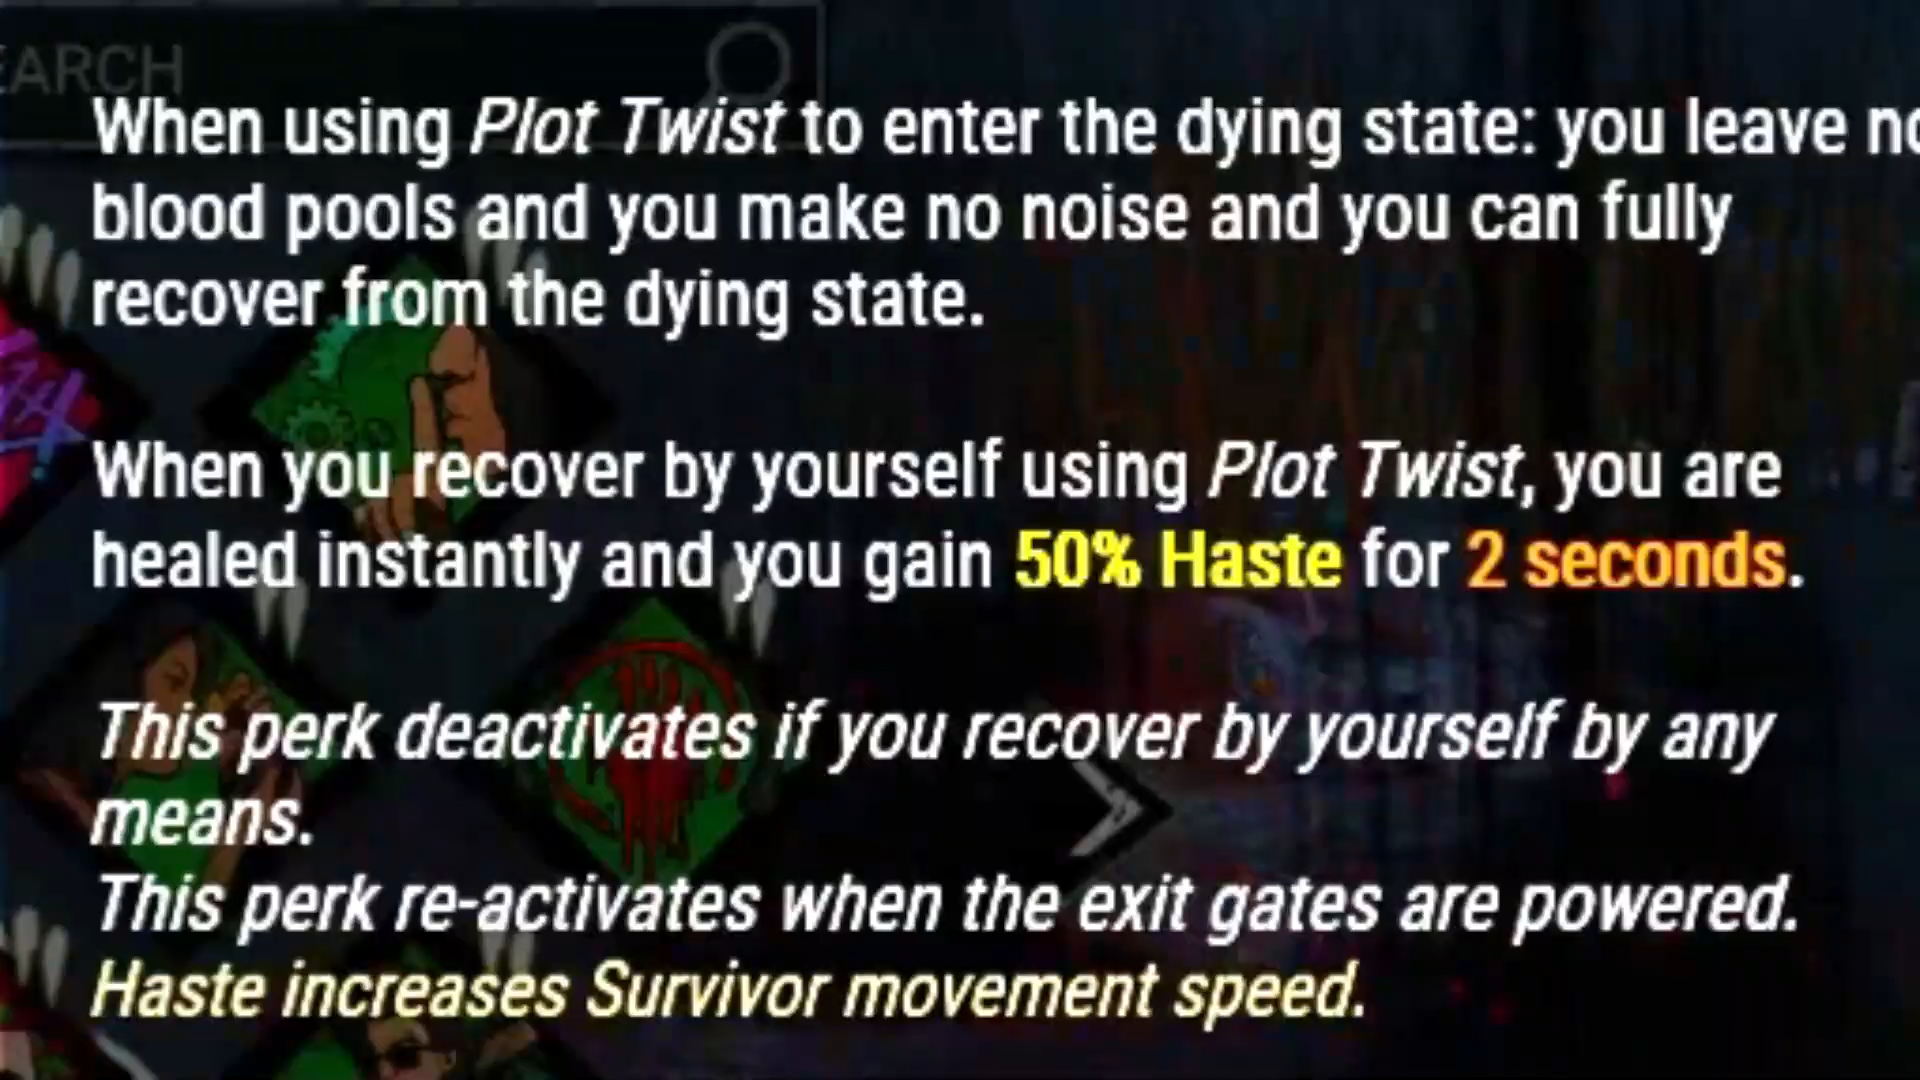 EARCH
When using Plot Twist to enter the dying state: you leave no
blood pools and you make no noise and you can fully
recover from the dying state.
When you recover by yourself using Plot Twist, you are
healed instantly and you gain 50% Haste for 2 seconds.
This perk deactivates if you recover by yourself by any
means.
This perk re-activates when the exit gates are powered.
Haste increases Survivor movement speed.